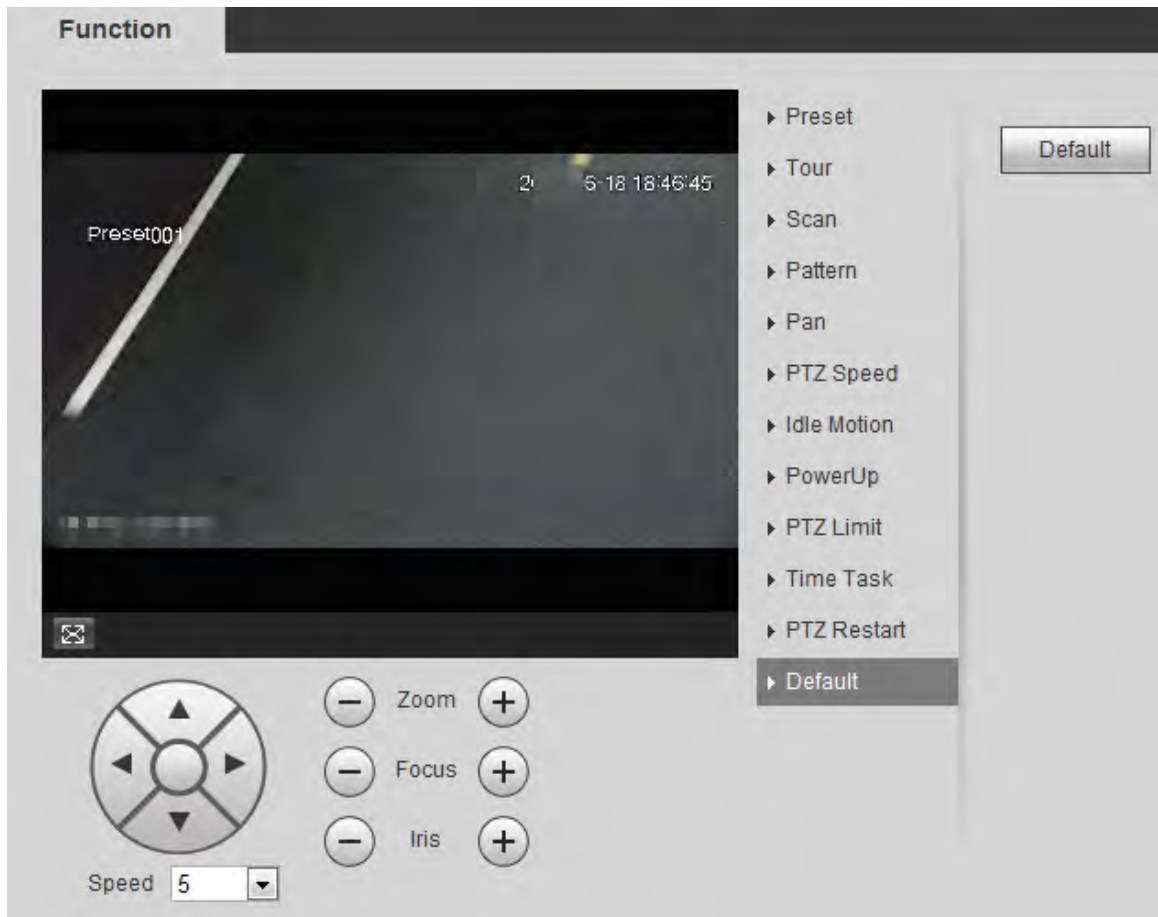 Function
5-18 18:46:45
Preset001
Preset
Tour
Scan
Pattern
Pan
PTZ Speed
Idle Motion
PowerUp
PTZ Limit
Time Task
PTZ Restart
Default
Default
Zoom
Focus
Iris
Speed 5